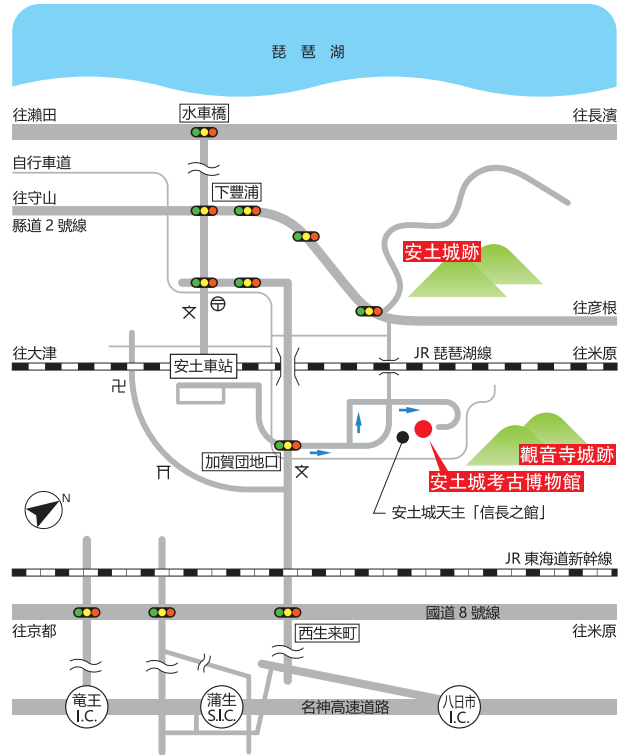 琵琶湖
水車橋
往瀨田
往長濱
自行車道
下豐浦
往守山
縣道2號線
安土城跡
〒
文
往彦根
往大津
安土車站
JR 琵琶湖線
往米原
卍
加賀団地口
文
觀音寺城跡
安土城考古博物館
安土城天主「信長之館」
N
JR 東海道新幹線
國道8號線
往京都
西生来町
往米原
竜王
I.C.
蒲生
S.I.C.
名神高速道路
八日市
I.C.